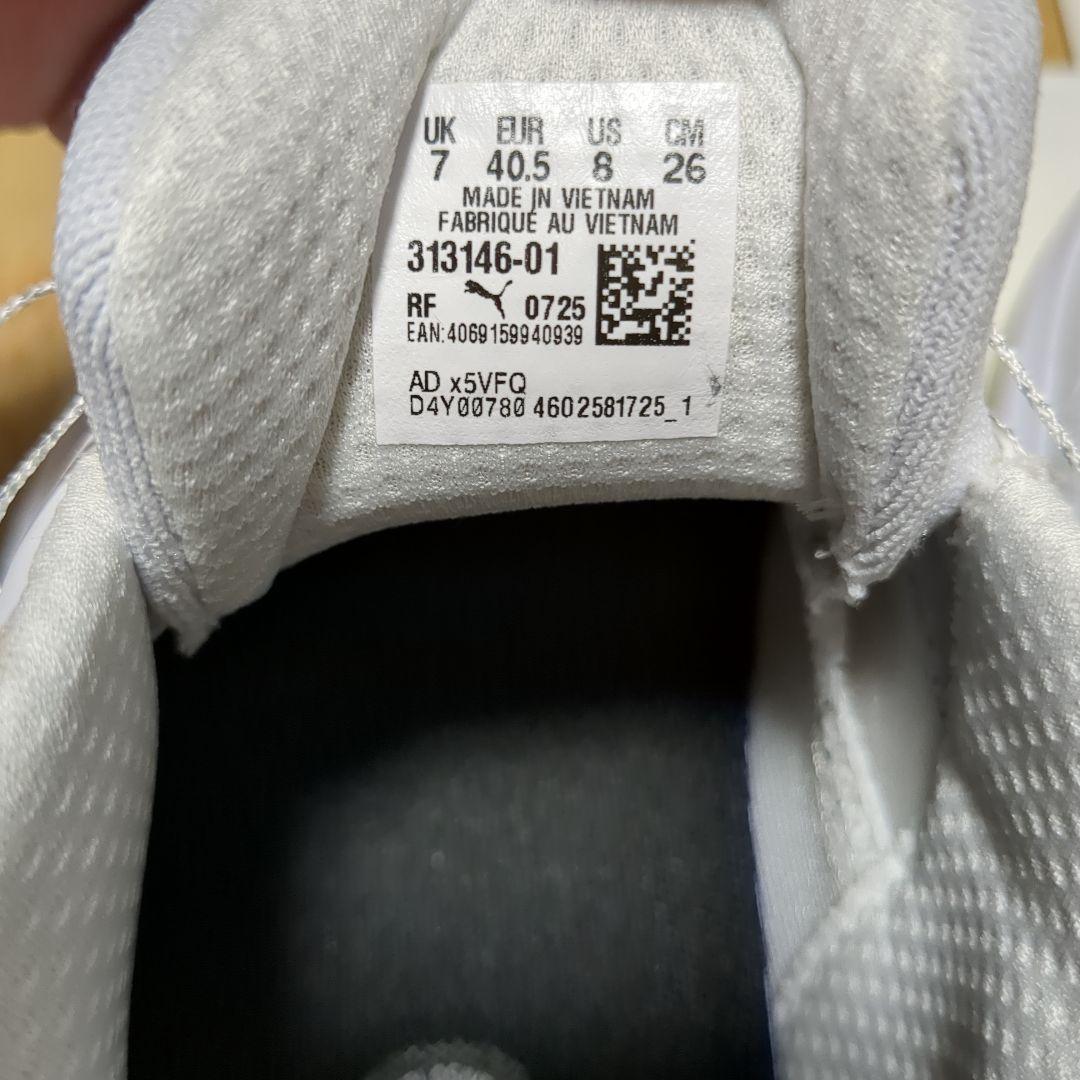 UK EUR US CM
7 40.5 8 26
MADE IN VIETNAM
FABRIQUÉ AU VIETNAM
313146-01
RF 0725
EAN:4069159940939
AD x5VFQ
D4Y00780 4602581725_1